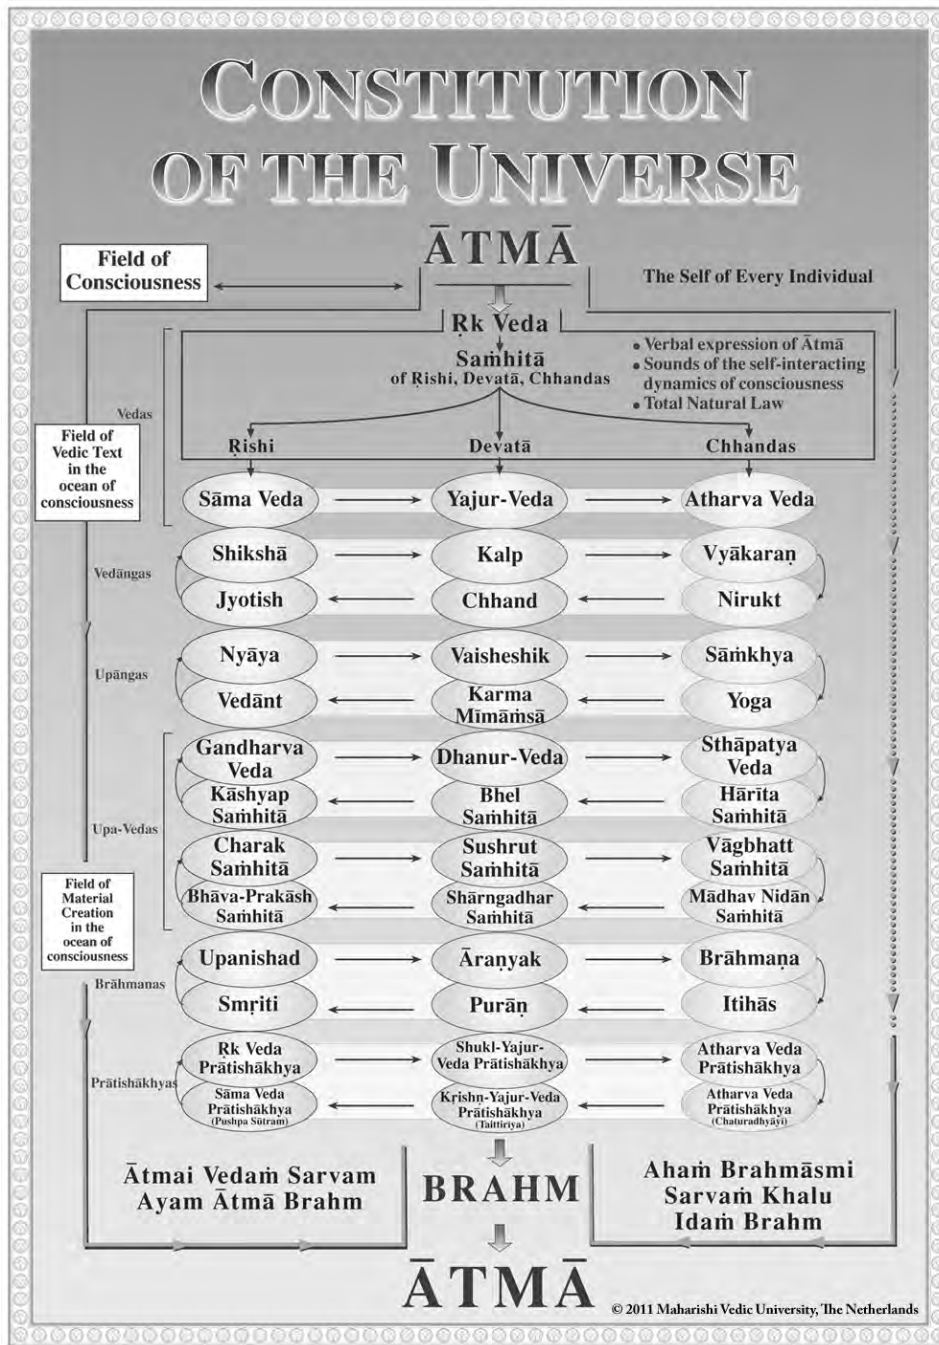 CONSTITUTION
OF THE UNIVERSE
ĀTMĀ
Field of
Consciousness
The Self of Every Individual
Ṛk Veda
Saṁhitā
of Ṛishi, Devatā, Chhandas
• Verbal expression of Ātmā
• Sounds of the self-interacting
dynamics of consciousness
• Total Natural Law
Vedas
Field of
Vedic Text
in the
ocean of
consciousness
Ṛishi
Devatā
Chhandas
Sāma Veda
Yajur-Veda
Atharva Veda
Vedāngas
Shikshā
Kalp
Vyākaraṇ
Jyotish
Chhand
Nirukt
Upāngas
Nyāya
Vaisheshik
Sāṁkhya
Vedānt
Karma
Mīmāṁsā
Yoga
Upa-Vedas
Gandharva
Veda
Dhanur-Veda
Sthāpatya
Veda
Kāshyap
Saṁhitā
Bhel
Saṁhitā
Hārīta
Saṁhitā
Charak
Saṁhitā
Sushrut
Saṁhitā
Vāgbhatt
Saṁhitā
Bhāva-Prakāsh
Saṁhitā
Shārngadhar
Saṁhitā
Mādhav Nidān
Saṁhitā
Field of
Material
Creation
in the
ocean of
consciousness
Brāhmanas
Upanishad
Āraṇyak
Brāhmaṇa
Smṛiti
Purāṇ
Itihās
Prātishākhyas
Ṛk Veda
Prātishākhya
Shukl-Yajur-
Veda Prātishākhya
Atharva Veda
Prātishākhya
Sāma Veda
Prātishākhya
(Pushpa Sūtram)
Kṛishṇ-Yajur-Veda
Prātishākhya
(Taittirīya)
Atharva Veda
Prātishākhya
(Chaturadhyāyī)
Ātmai Vedaṁ Sarvam
Ayam Ātmā Brahm
BRAHM
Ahaṁ Brahmāsmi
Sarvaṁ Khalu
Idaṁ Brahm
ĀTMĀ
© 2011 Maharishi Vedic University, The Netherlands